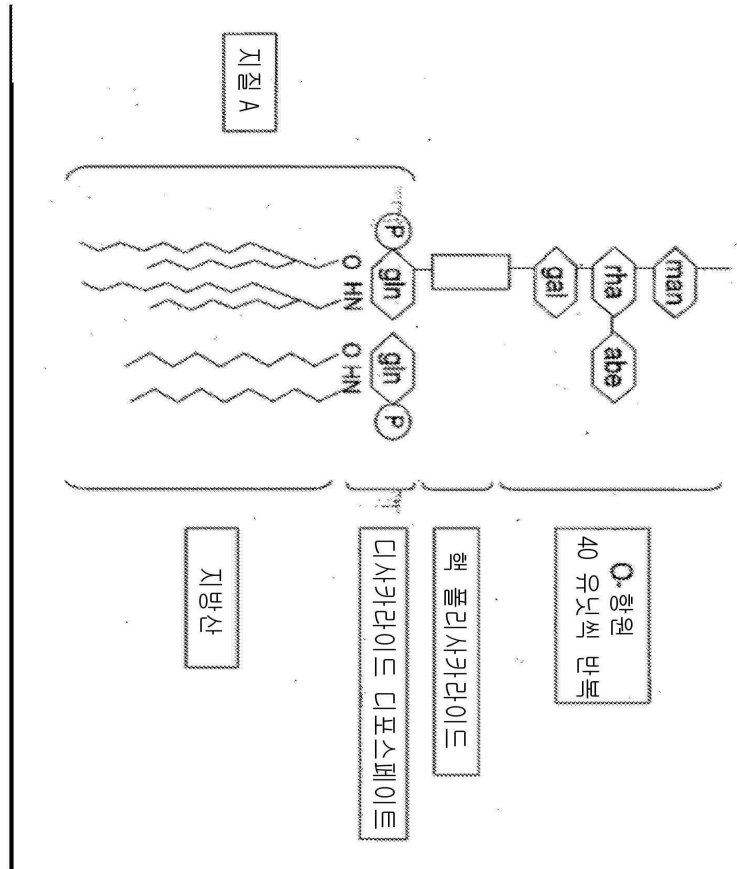 man
rha abe
O-항원
40 유닛씩 반복
gal
핵 폴리사카라이드
P gln gln P
디사카라이드 디포스페이트
O HN O HN
지질 A
지방산